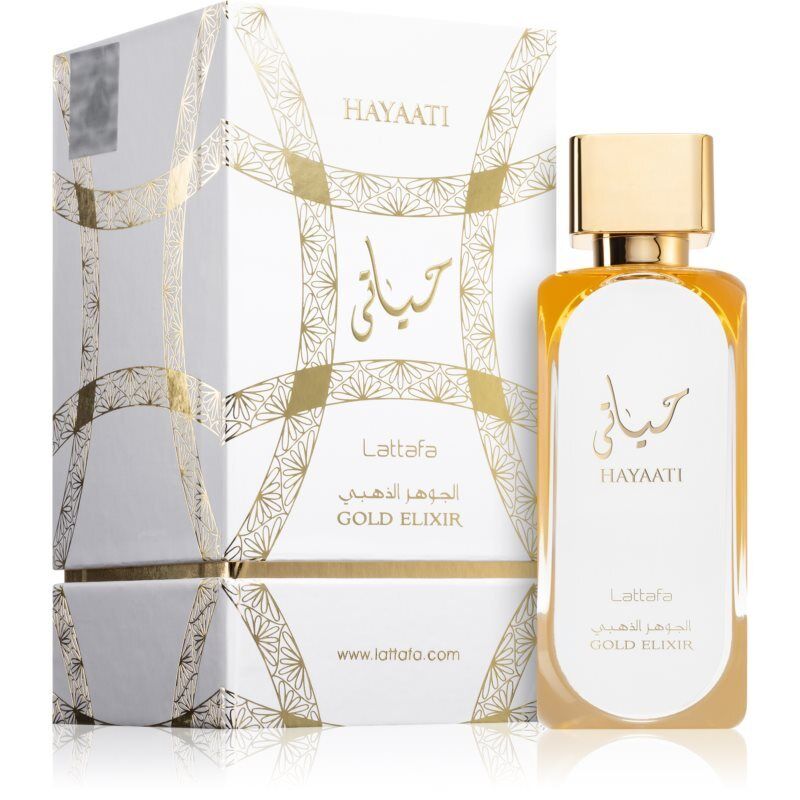 HAYAATI
حياتي
Lattafa
الجوهر الذهبي
GOLD ELIXIR
www.lattafa.com
حياتي
HAYAATI
Lattafa
الجوهر الذهبي
GOLD ELIXIR